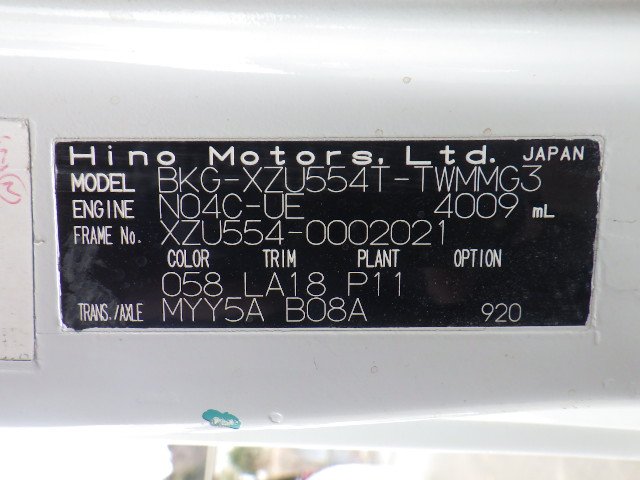 Hino Motors, Ltd. JAPAN
MODEL BKG-XZU554T-TWMMG3
ENGINE N04C-UE 4009 mL
FRAME No. XZU554-0002021
COLOR TRIM PLANT OPTION
058 LA18 P11
TRANS./AXLE MYY5A B08A 920